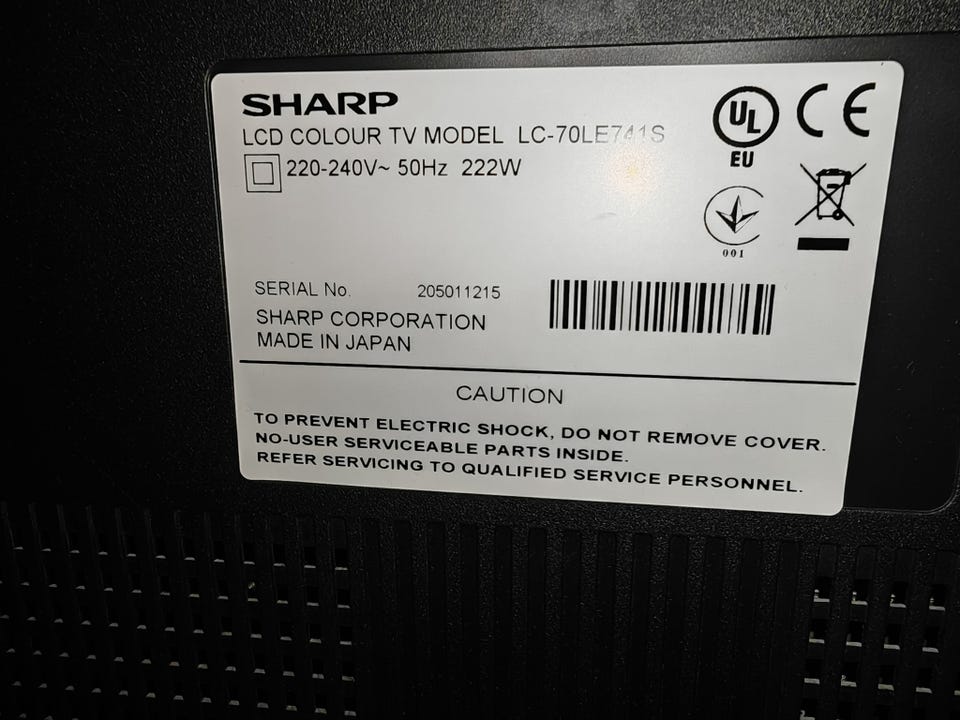 SHARP
LCD COLOUR TV MODEL LC-70LE741S
220-240V~ 50Hz 222W
UL
EU
CE
001
SERIAL No. 205011215
SHARP CORPORATION
MADE IN JAPAN
CAUTION
TO PREVENT ELECTRIC SHOCK, DO NOT REMOVE COVER.
NO-USER SERVICEABLE PARTS INSIDE.
REFER SERVICING TO QUALIFIED SERVICE PERSONNEL.